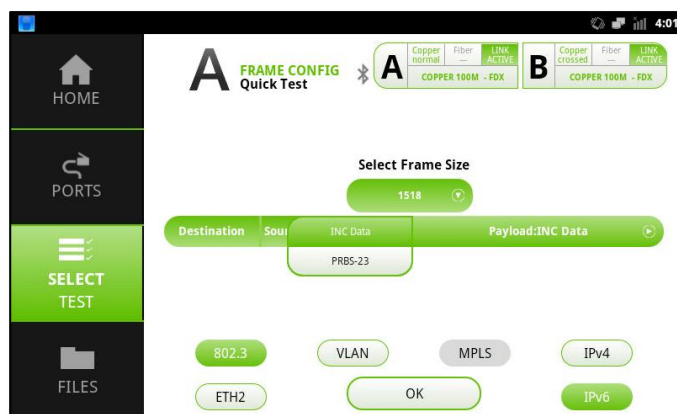 4:01
HOME
PORTS
SELECT
TEST
FILES
A
FRAME CONFIG
Quick Test
A
Copper
normal
Fiber
—
LINK
ACTIVE
COPPER 100M - FDX
B
Copper
crossed
Fiber
—
LINK
ACTIVE
COPPER 100M - FDX
Select Frame Size
1518
Destination
INC Data
Payload:INC Data
PRBS-23
802.3
VLAN
MPLS
IPv4
ETH2
OK
IPv6